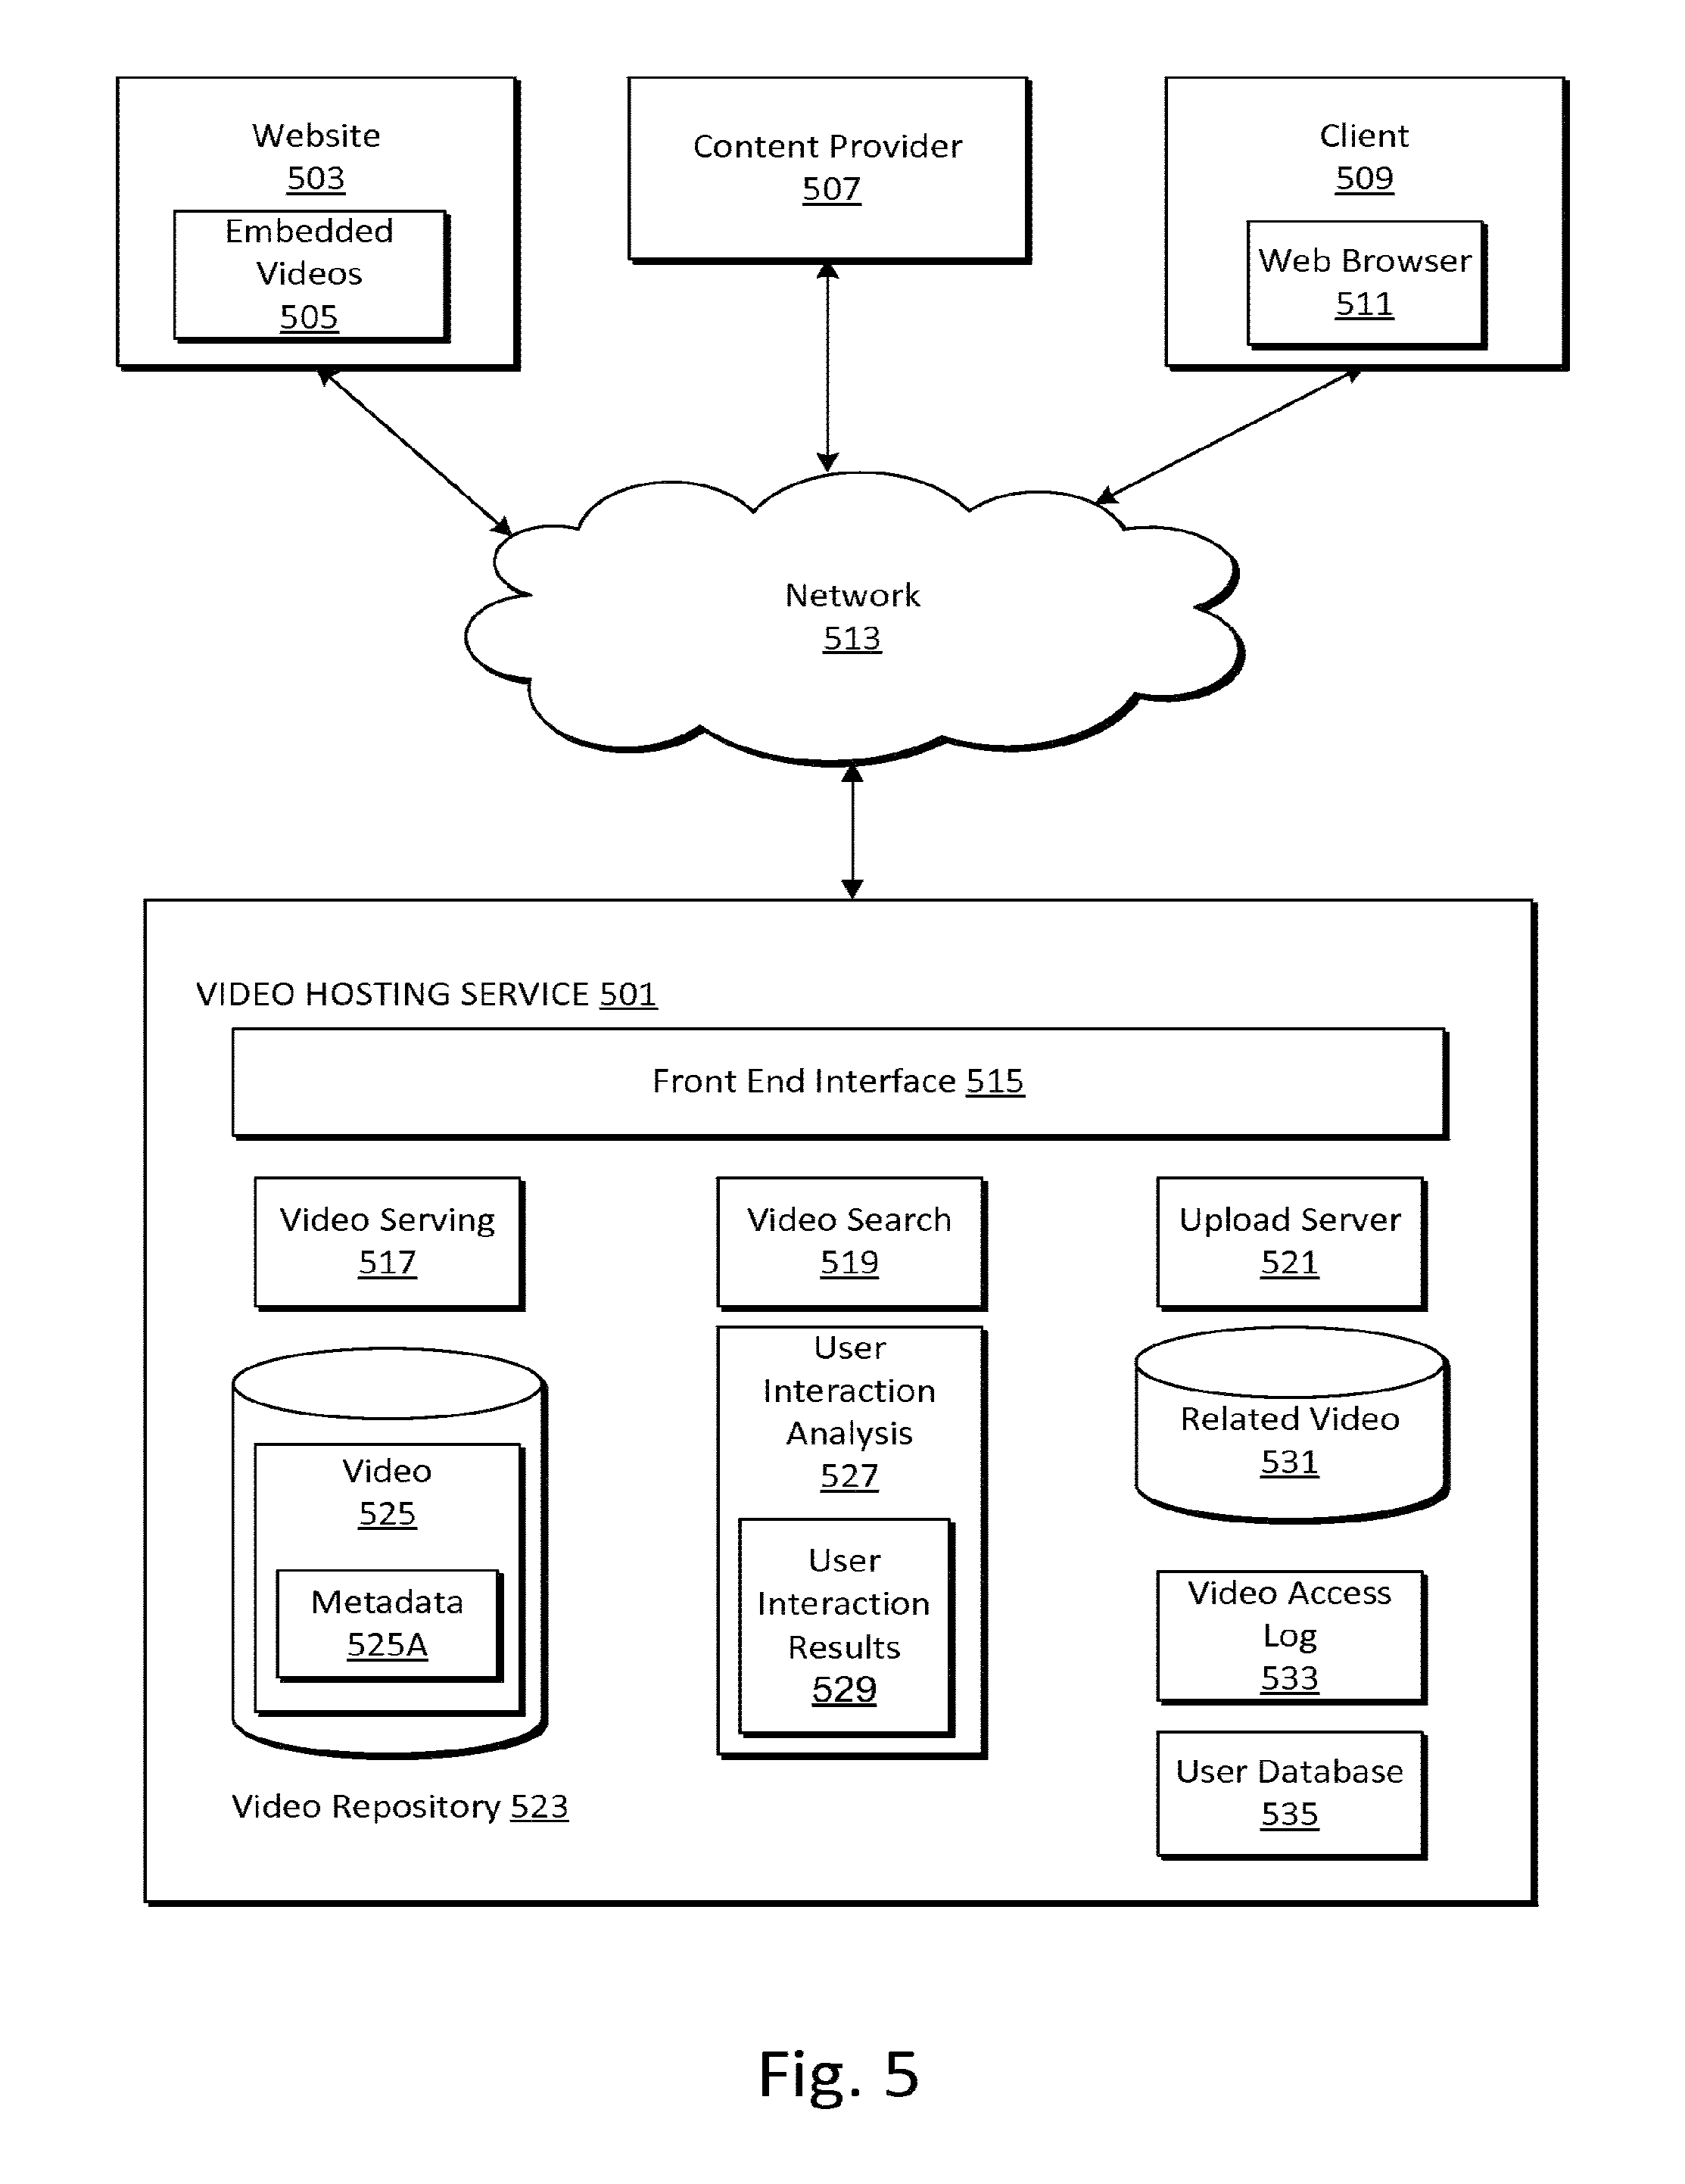 Website
503
Embedded
Videos
505
Content Provider
507
Client
509
Web Browser
511
Network
513
VIDEO HOSTING SERVICE 501
Front End Interface 515
Video Serving
517
Video Search
519
Upload Server
521
Video
525
Metadata
525A
Video Repository 523
User
Interaction
Analysis
527
User
Interaction
Results
529
Related Video
531
Video Access
Log
533
User Database
535
Fig. 5